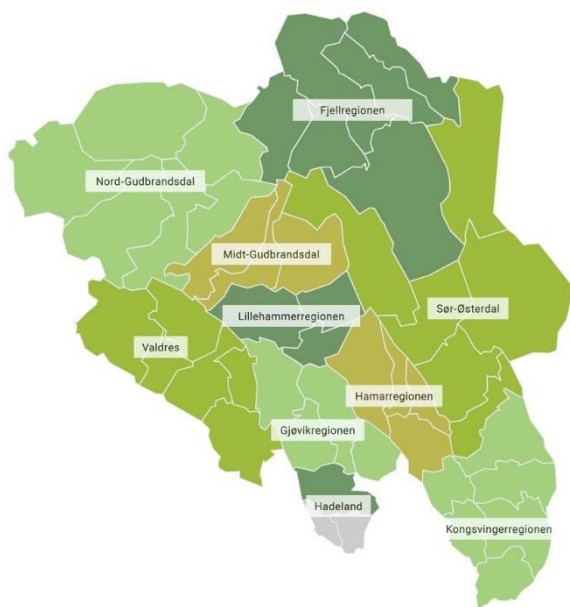 Fjellregionen
Nord-Gudbrandsdal
Midt-Gudbrandsdal
Lillehammerregionen
Sør-Østerdal
Valdres
Hamarregionen
Gjøvikregionen
Hadeland
Kongsvingerregionen